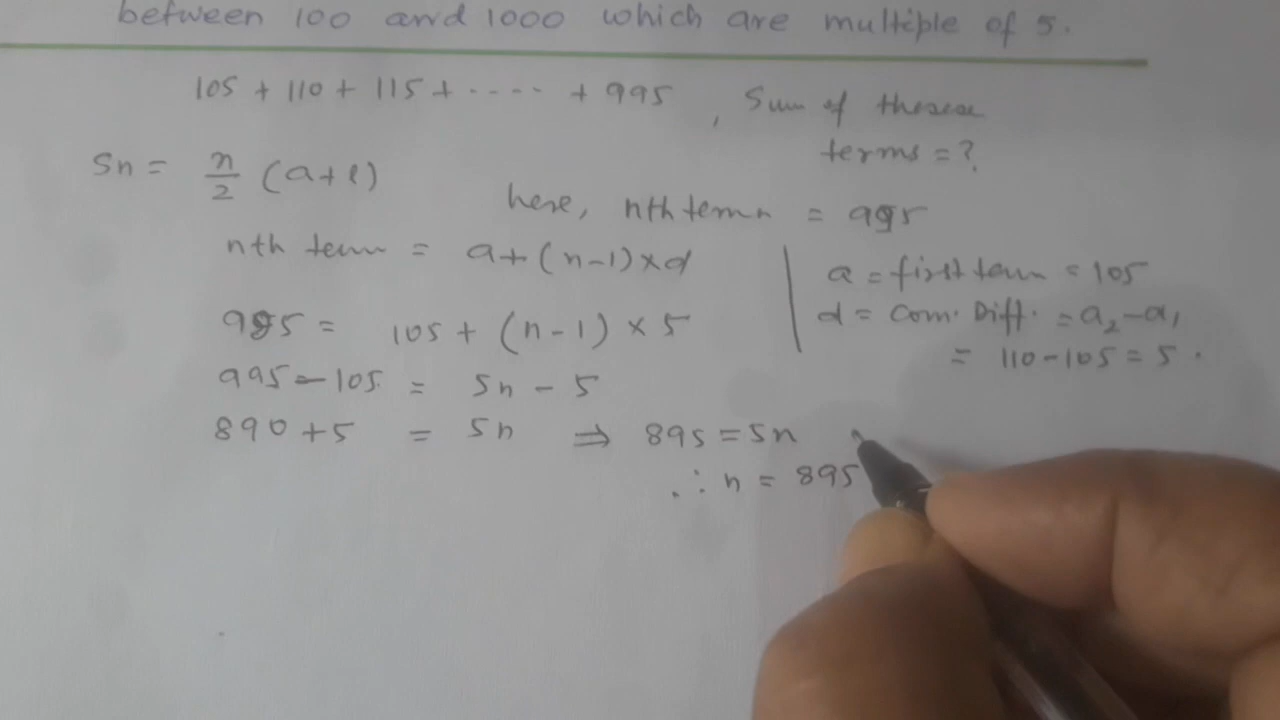 between 100 and 1000 which are multiple of 5.
105 + 110 + 115 + ..... + 995 , Sum of these
terms = ?
Sn = n/2 (a+l)
here, nth term = 995
nth term = a+(n-1)×d
a = first term = 105
d = Com. Diff. = a₂-a₁
= 110-105 = 5.
995 = 105 + (n-1) × 5
995-105 = 5n - 5
890+5 = 5n ⇒ 895 = 5n
∴ n = 895